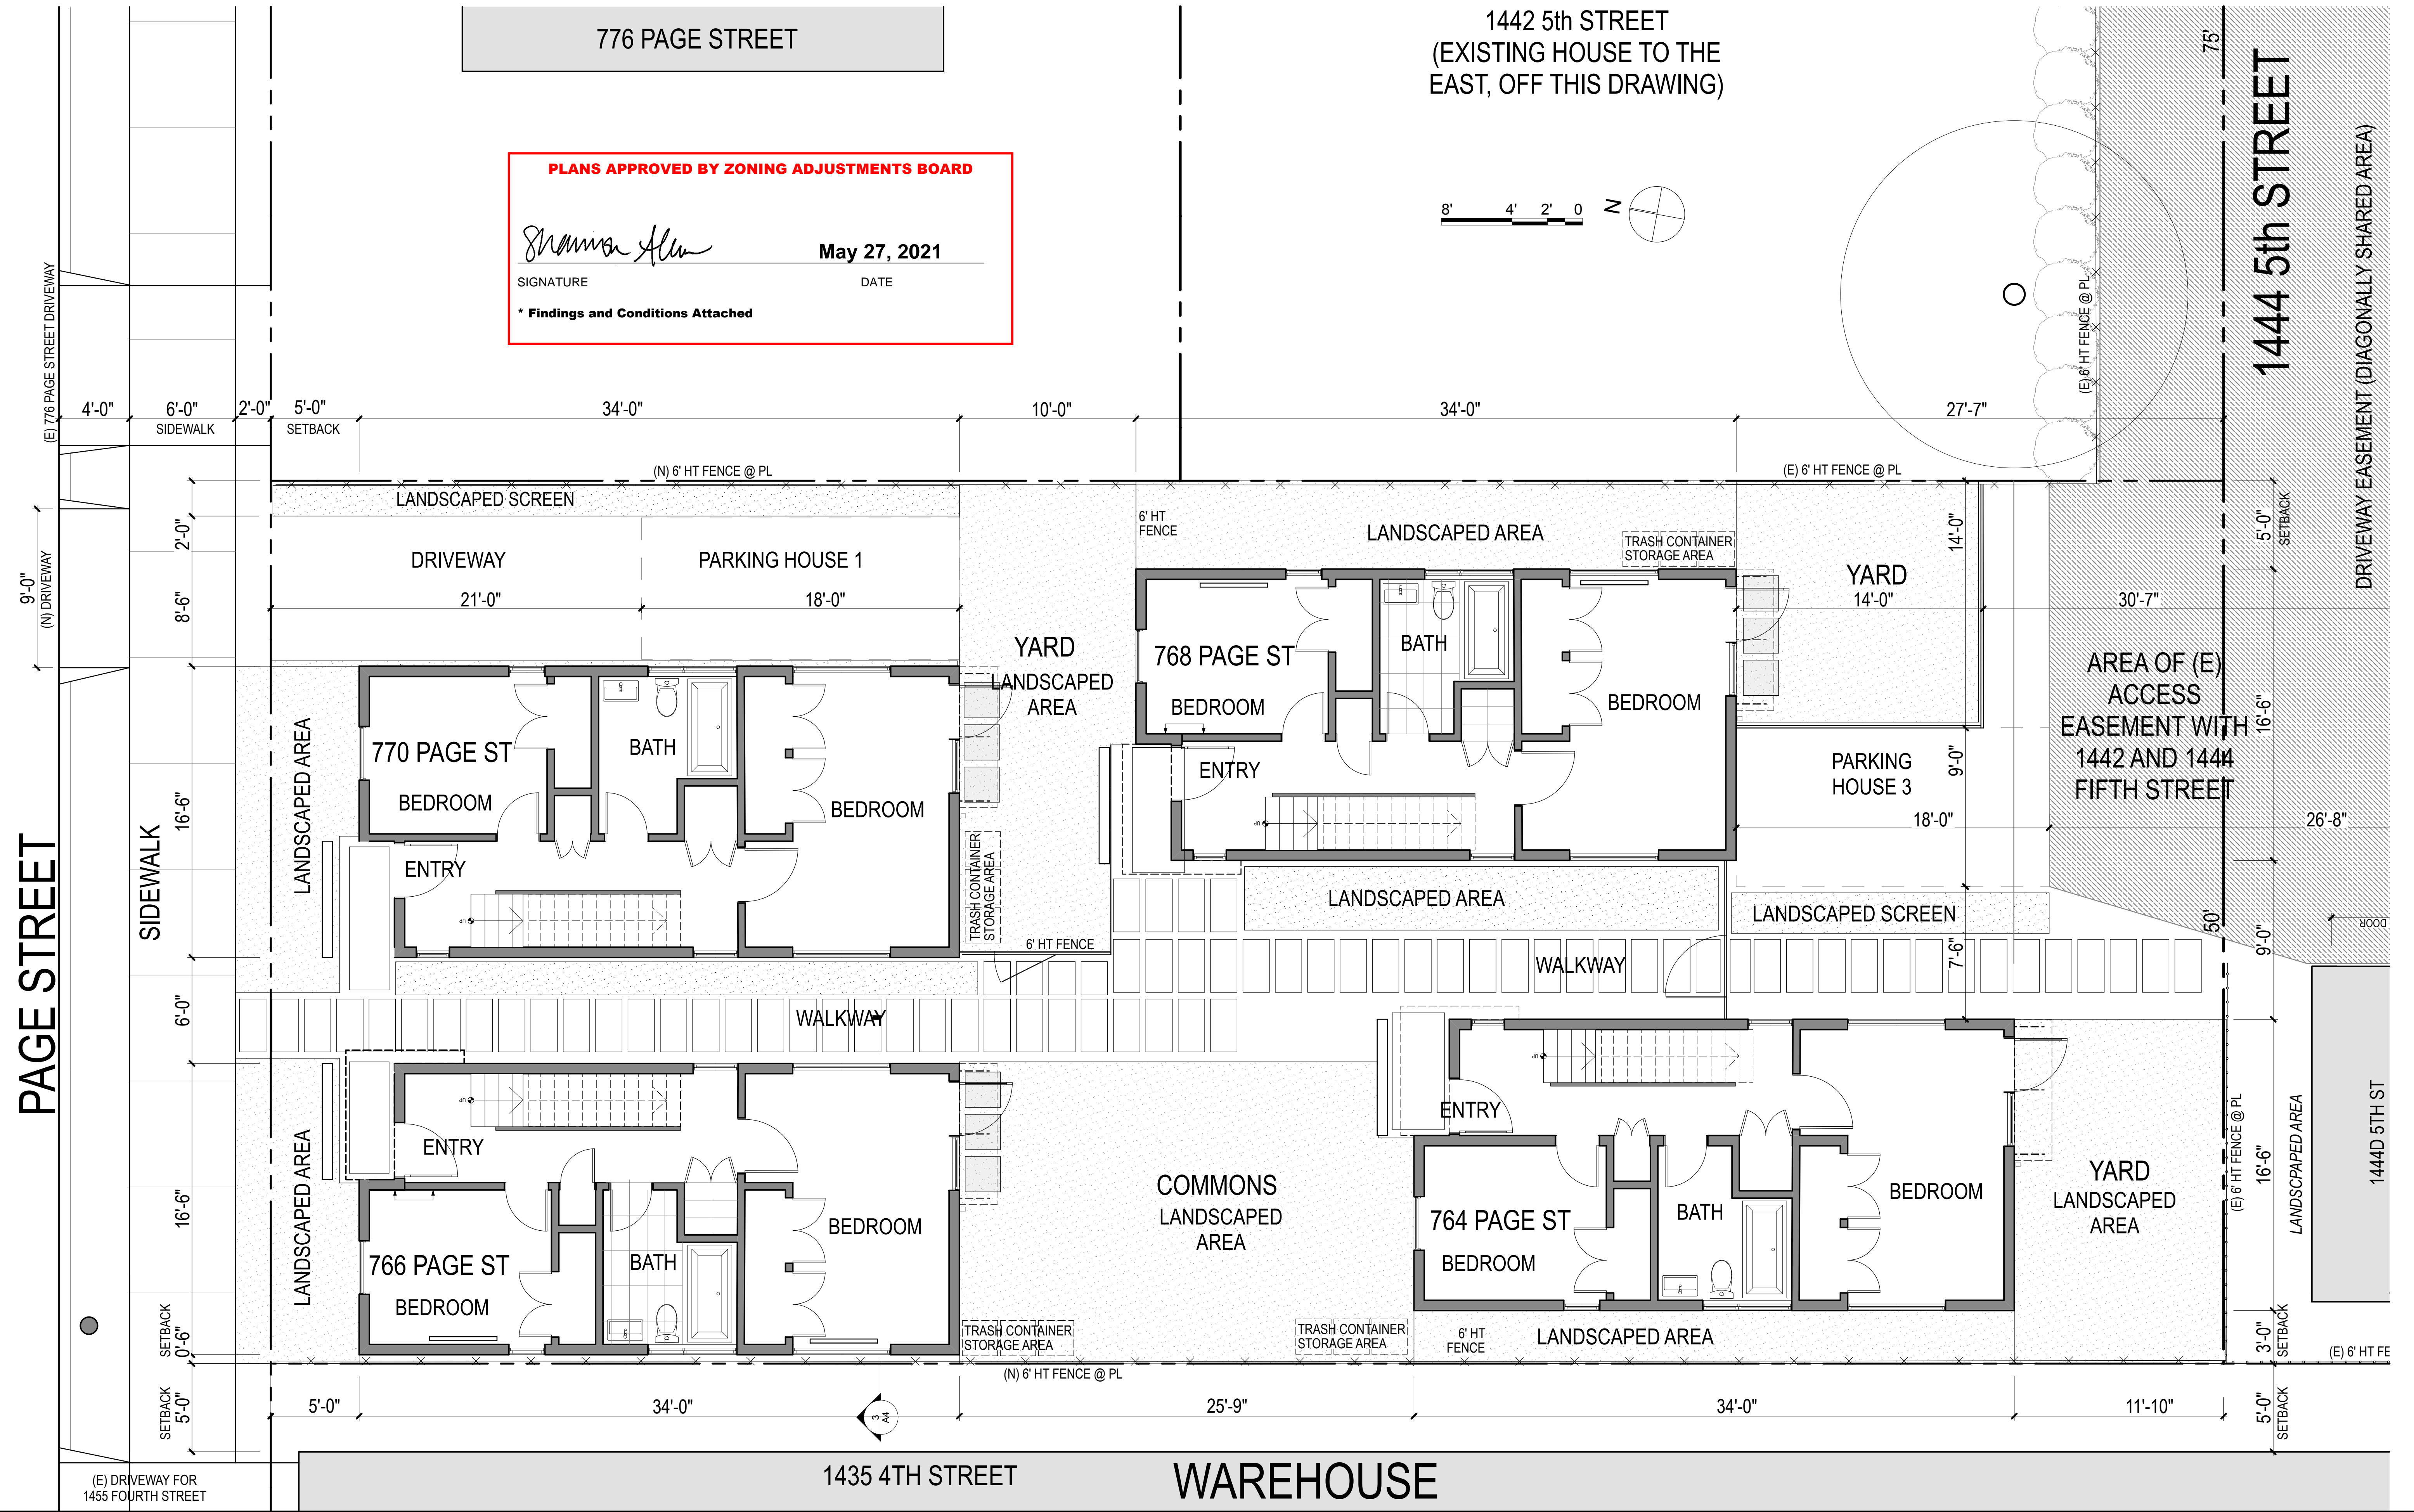 776 PAGE STREET
1442 5th STREET
(EXISTING HOUSE TO THE
EAST, OFF THIS DRAWING)
75'
1444 5th STREET
DRIVEWAY EASEMENT (DIAGONALLY SHARED AREA)
PLANS APPROVED BY ZONING ADJUSTMENTS BOARD
May 27, 2021
SIGNATURE
DATE
* Findings and Conditions Attached
8' 4' 2' 0
N
(E) 6' HT FENCE @ PL
(E) 776 PAGE STREET DRIVEWAY
4'-0"
6'-0"
SIDEWALK
2'-0"
5'-0"
SETBACK
34'-0"
10'-0"
34'-0"
27'-7"
(N) 6' HT FENCE @ PL
(E) 6' HT FENCE @ PL
LANDSCAPED SCREEN
2'-0"
DRIVEWAY
PARKING HOUSE 1
21'-0"
18'-0"
8'-6"
9'-0"
(N) DRIVEWAY
6' HT
FENCE
LANDSCAPED AREA
TRASH CONTAINER
STORAGE AREA
14'-0"
YARD
14'-0"
30'-7"
5'-0"
SETBACK
YARD
LANDSCAPED
AREA
768 PAGE ST
BEDROOM
BATH
BEDROOM
ENTRY
UP
AREA OF (E)
ACCESS
EASEMENT WITH
1442 AND 1444
FIFTH STREET
16'-6"
PARKING
HOUSE 3
9'-0"
18'-0"
26'-8"
770 PAGE ST
BEDROOM
BATH
BEDROOM
ENTRY
UP
LANDSCAPED AREA
16'-6"
SIDEWALK
PAGE STREET
TRASH CONTAINER
STORAGE AREA
6' HT FENCE
LANDSCAPED AREA
LANDSCAPED SCREEN
50'
DOOR
9'-0"
7'-6"
WALKWAY
6'-0"
WALKWAY
ENTRY
UP
766 PAGE ST
BEDROOM
BATH
BEDROOM
LANDSCAPED AREA
16'-6"
SETBACK
0'-6"
SETBACK
5'-0"
COMMONS
LANDSCAPED
AREA
TRASH CONTAINER
STORAGE AREA
TRASH CONTAINER
STORAGE AREA
ENTRY
UP
764 PAGE ST
BEDROOM
BATH
BEDROOM
YARD
LANDSCAPED
AREA
(E) 6' HT FENCE @ PL
16'-6"
LANDSCAPED AREA
1444D 5TH ST
6' HT
FENCE
LANDSCAPED AREA
3'-0"
SETBACK
(E) 6' HT FE
(N) 6' HT FENCE @ PL
5'-0"
34'-0"
3
A4
25'-9"
34'-0"
11'-10"
5'-0"
SETBACK
(E) DRIVEWAY FOR
1455 FOURTH STREET
1435 4TH STREET
WAREHOUSE